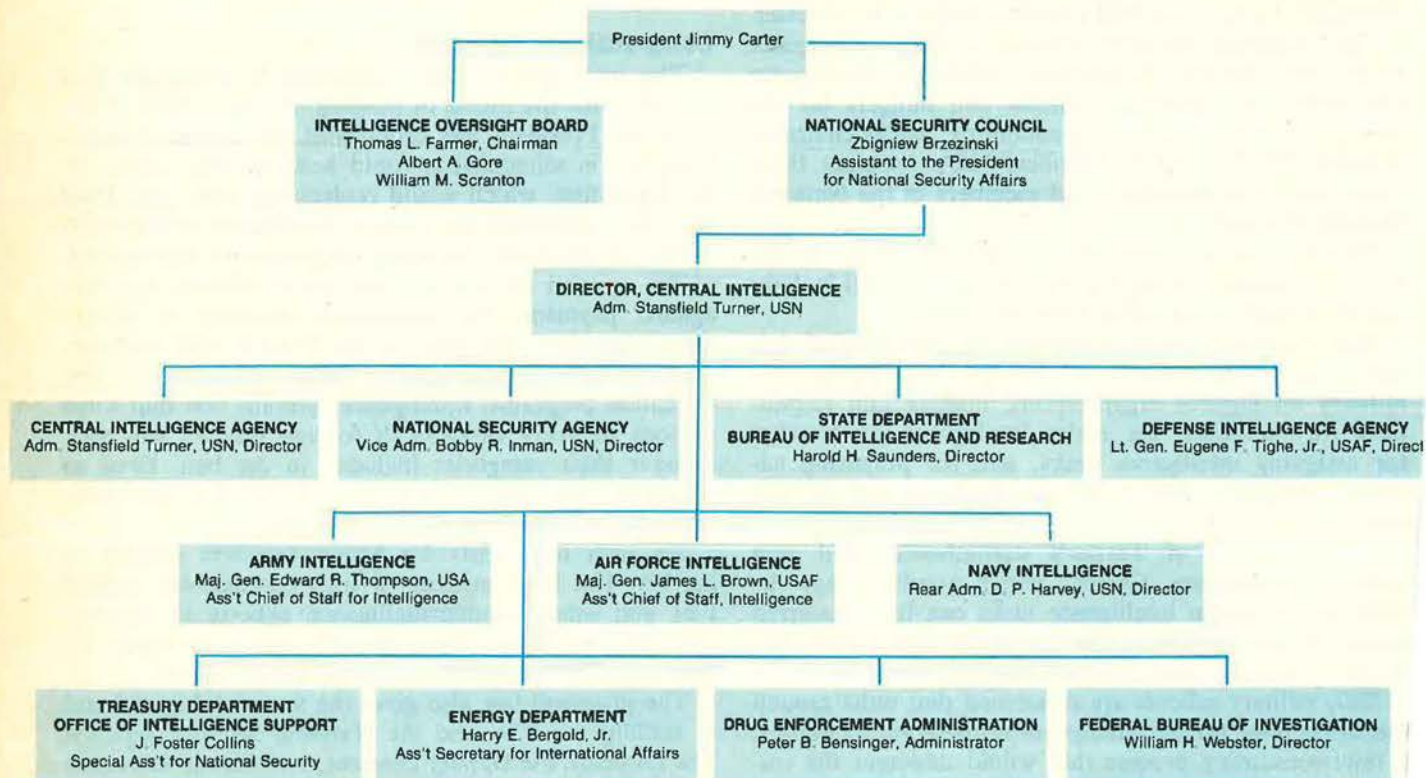 President Jimmy Carter
INTELLIGENCE OVERSIGHT BOARD
Thomas L. Farmer, Chairman
Albert A. Gore
William M. Scranton
NATIONAL SECURITY COUNCIL
Zbigniew Brzezinski
Assistant to the President
for National Security Affairs
DIRECTOR, CENTRAL INTELLIGENCE
Adm. Stansfield Turner, USN
CENTRAL INTELLIGENCE AGENCY
Adm. Stansfield Turner, USN, Director
NATIONAL SECURITY AGENCY
Vice Adm. Bobby R. Inman, USN, Director
STATE DEPARTMENT
BUREAU OF INTELLIGENCE AND RESEARCH
Harold H. Saunders, Director
DEFENSE INTELLIGENCE AGENCY
Lt. Gen. Eugene F. Tighe, Jr., USAF, Direct
ARMY INTELLIGENCE
Maj. Gen. Edward R. Thompson, USA
Ass't Chief of Staff for Intelligence
AIR FORCE INTELLIGENCE
Maj. Gen. James L. Brown, USAF
Ass't Chief of Staff, Intelligence
NAVY INTELLIGENCE
Rear Adm. D. P. Harvey, USN, Director
TREASURY DEPARTMENT
OFFICE OF INTELLIGENCE SUPPORT
J. Foster Collins
Special Ass't for National Security
ENERGY DEPARTMENT
Harry E. Bergold, Jr.
Ass't Secretary for International Affairs
DRUG ENFORCEMENT ADMINISTRATION
Peter B. Bensinger, Administrator
FEDERAL BUREAU OF INVESTIGATION
William H. Webster, Director